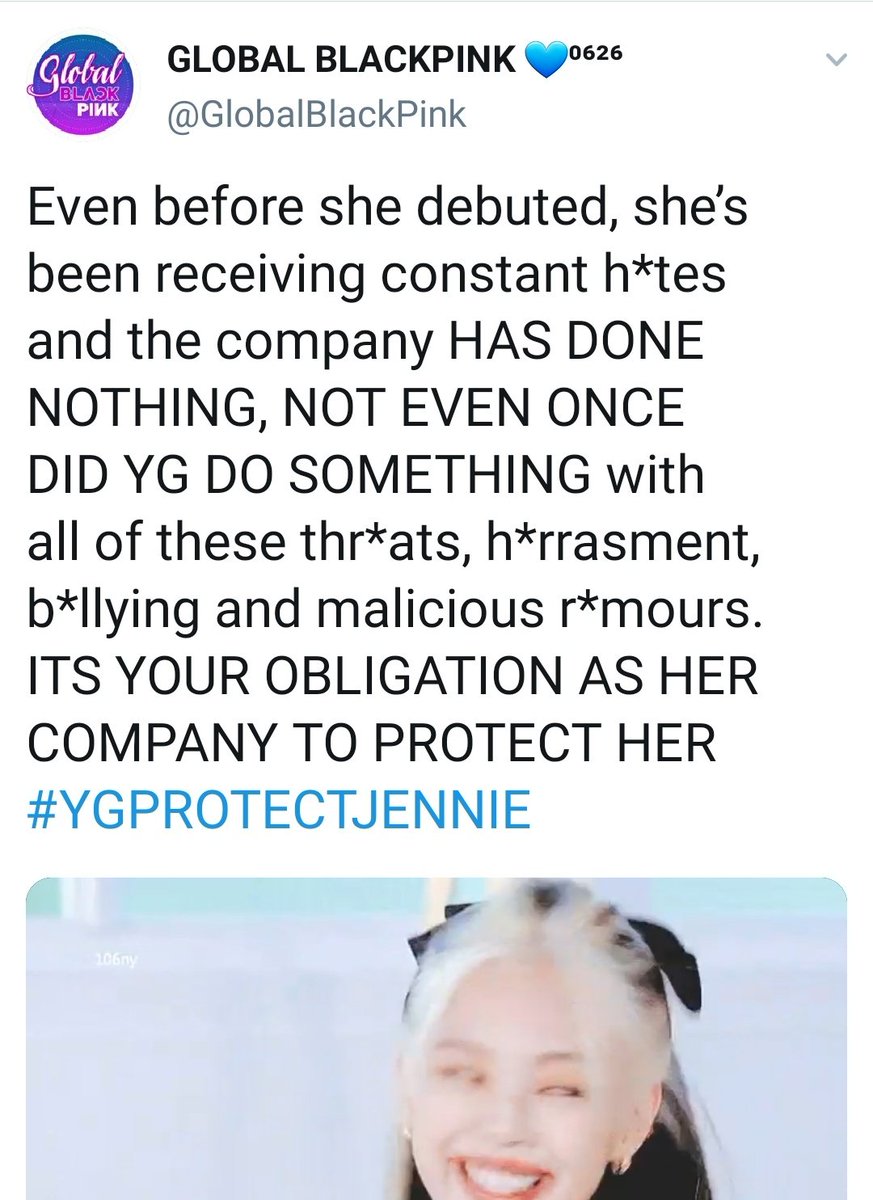 Global
BLACK
PINK
GLOBAL BLACKPINK 💙⁰⁶²⁶
@GlobalBlackPink
Even before she debuted, she’s
been receiving constant h*tes
and the company HAS DONE
NOTHING, NOT EVEN ONCE
DID YG DO SOMETHING with
all of these thr*ats, h*rrasment,
b*llying and malicious r*mours.
ITS YOUR OBLIGATION AS HER
COMPANY TO PROTECT HER
#YGPROTECTJENNIE
106ny